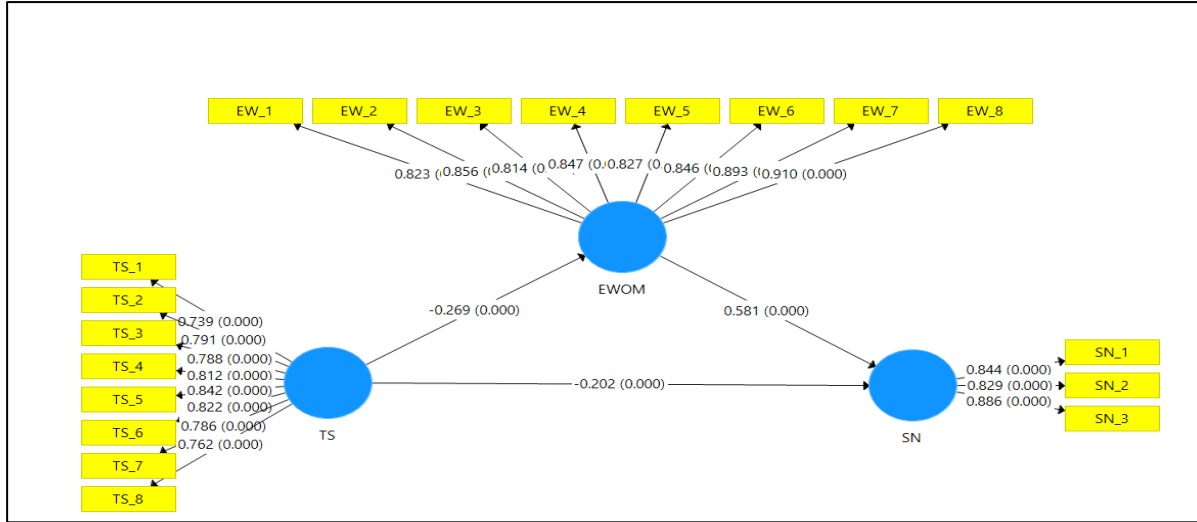 EW_1 EW_2 EW_3 EW_4 EW_5 EW_6 EW_7 EW_8
0.823 0.856 0.814 (0. 0.847 0.827 0.846 0.893 0.910 (0.000)
EWOM
TS_1
TS_2
TS_3
TS_4
TS_5
TS_6
TS_7
TS_8
0.739 (0.000)
0.791 (0.000)
0.788 (0.000)
0.812 (0.000)
0.842 (0.000)
0.822 (0.000)
0.786 (0.000)
0.762 (0.000)
TS
-0.269 (0.000)
0.581 (0.000)
-0.202 (0.000)
SN
0.844 (0.000)
0.829 (0.000)
0.886 (0.000)
SN_1
SN_2
SN_3